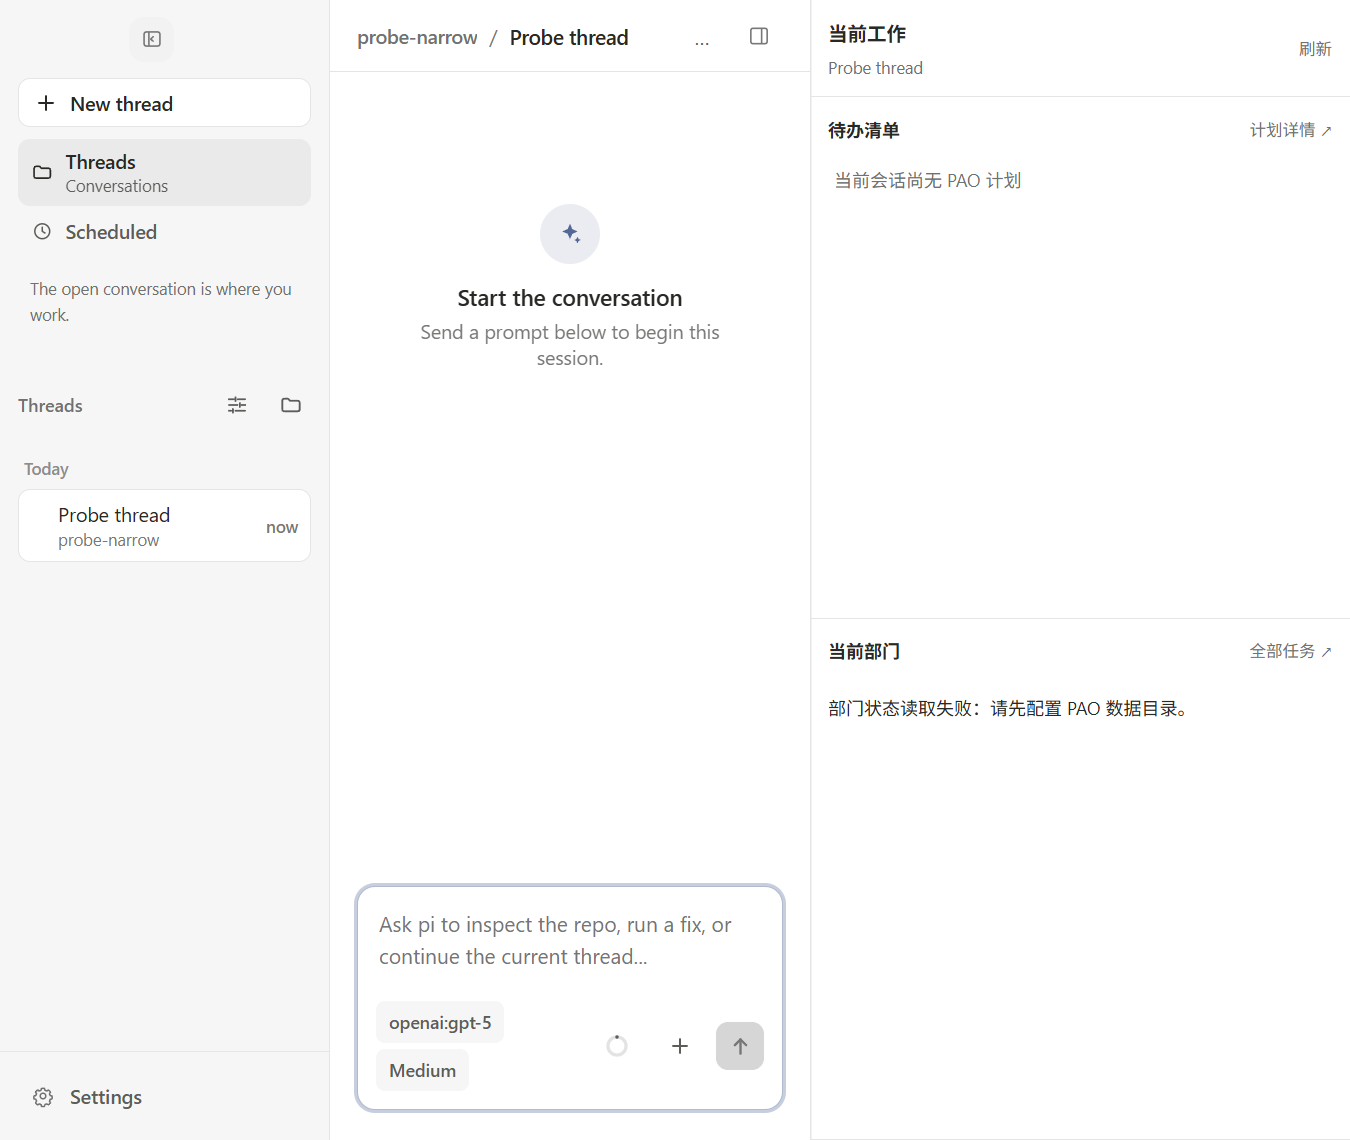 New thread
Threads
Conversations
Scheduled
The open conversation is where you
work.
Threads
Today
Probe thread
probe-narrow
now
Settings
probe-narrow / Probe thread
...
Start the conversation
Send a prompt below to begin this
session.
Ask pi to inspect the repo, run a fix, or
continue the current thread...
openai:gpt-5
Medium
当前工作
Probe thread
刷新
待办清单
计划详情 ↗
当前会话尚无 PAO 计划
当前部门
全部任务 ↗
部门状态读取失败：请先配置 PAO 数据目录。